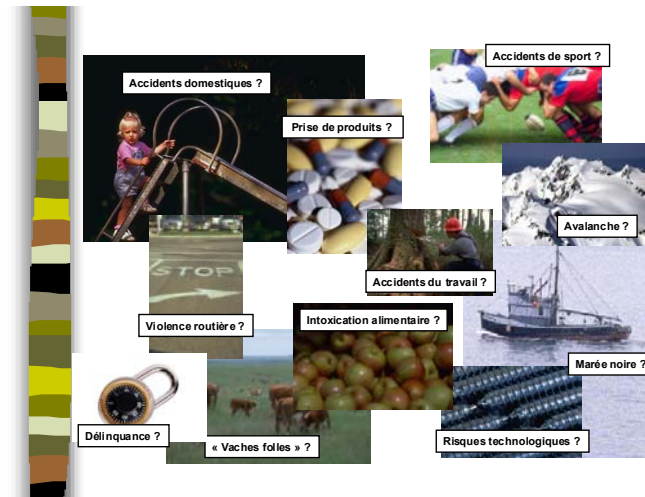 Accidents de sport ?
Accidents domestiques ?
Prise de produits ?
Avalanche ?
STOP
Accidents du travail ?
Violence routière ?
Intoxication alimentaire ?
Marée noire ?
Délinquance ?
« Vaches folles » ?
Risques technologiques ?